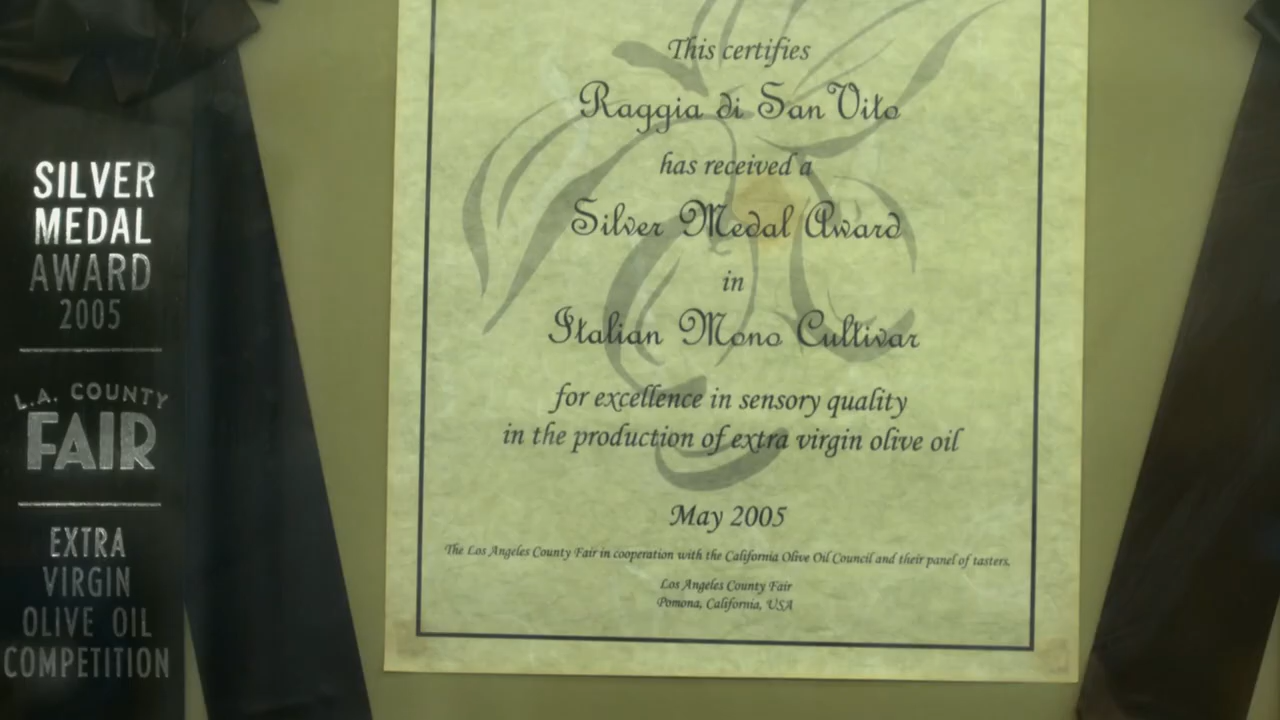 SILVER
MEDAL
AWARD
2005
L.A. COUNTY
FAIR
EXTRA
VIRGIN
OLIVE OIL
COMPETITION
This certifies
Raggia di San Vito
has received a
Silver Medal Award
in
Italian Mono Cultivar
for excellence in sensory quality
in the production of extra virgin olive oil
May 2005
The Los Angeles County Fair in cooperation with the California Olive Oil Council and their panel of tasters.
Los Angeles County Fair
Pomona, California, USA